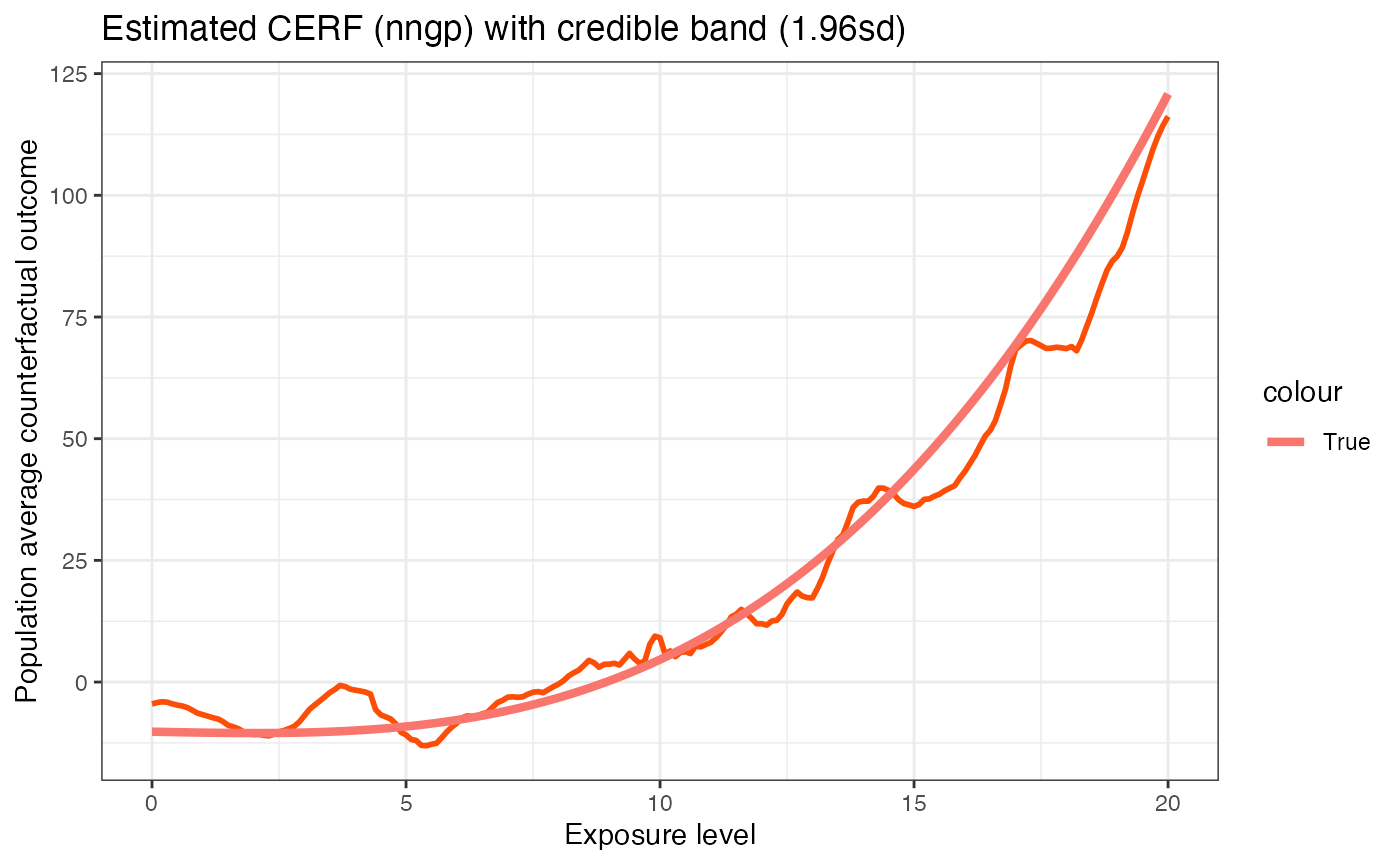 Estimated CERF (nngp) with credible band (1.96sd)
Population average counterfactual outcome
125
100
75
50
25
0
0 5 10 15 20
Exposure level
colour
True